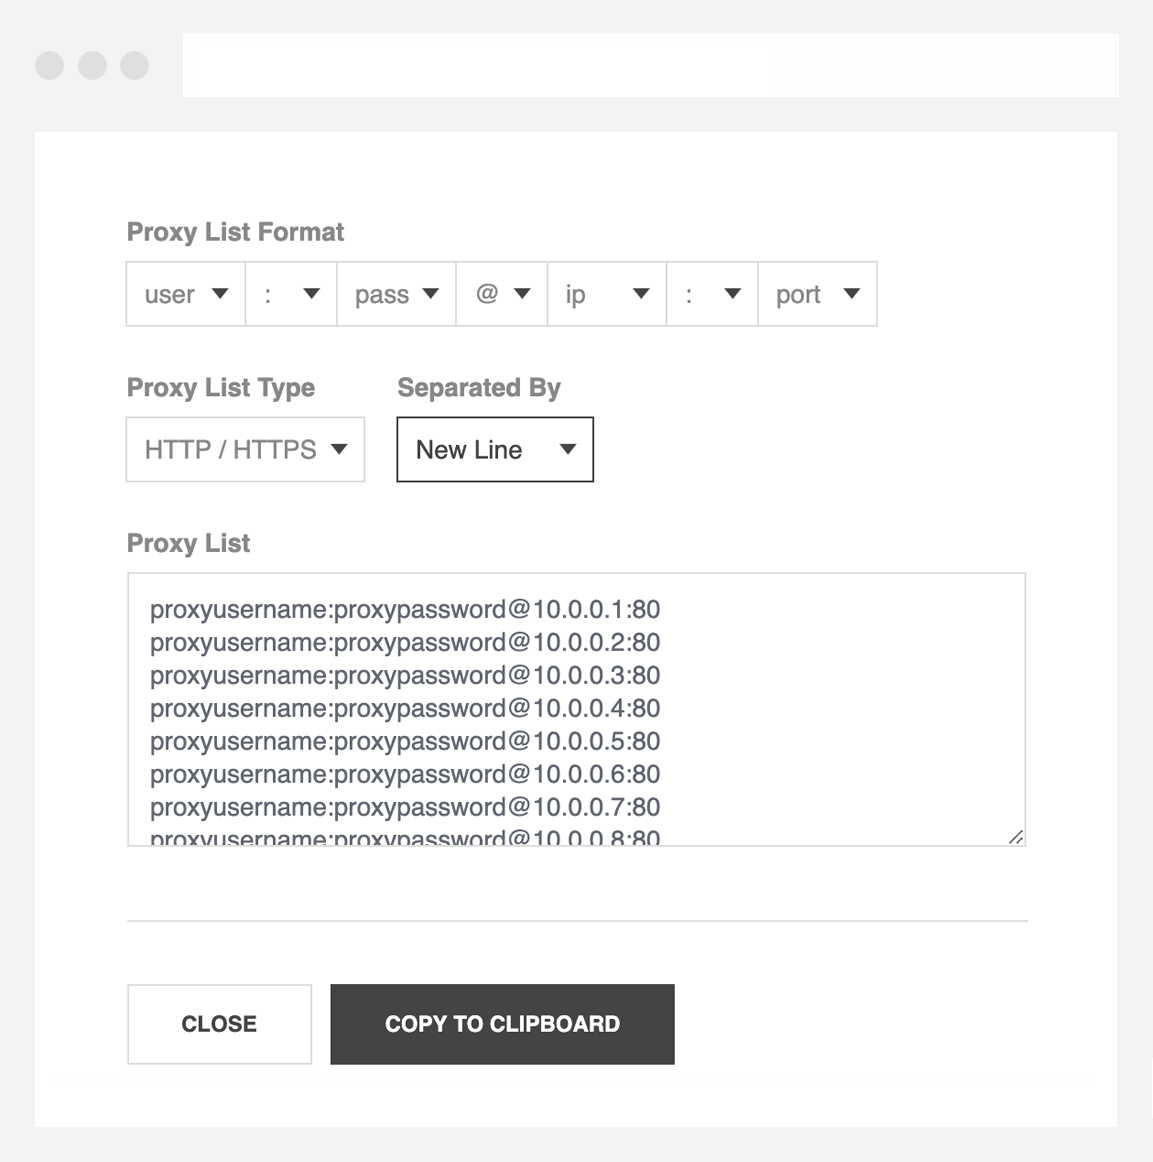 Proxy List Format
user : pass @ ip : port
Proxy List Type Separated By
HTTP / HTTPS New Line
Proxy List
proxyusername:proxypassword@10.0.0.1:80
proxyusername:proxypassword@10.0.0.2:80
proxyusername:proxypassword@10.0.0.3:80
proxyusername:proxypassword@10.0.0.4:80
proxyusername:proxypassword@10.0.0.5:80
proxyusername:proxypassword@10.0.0.6:80
proxyusername:proxypassword@10.0.0.7:80
proxyusername:proxypassword@10.0.0.8:80
CLOSE COPY TO CLIPBOARD